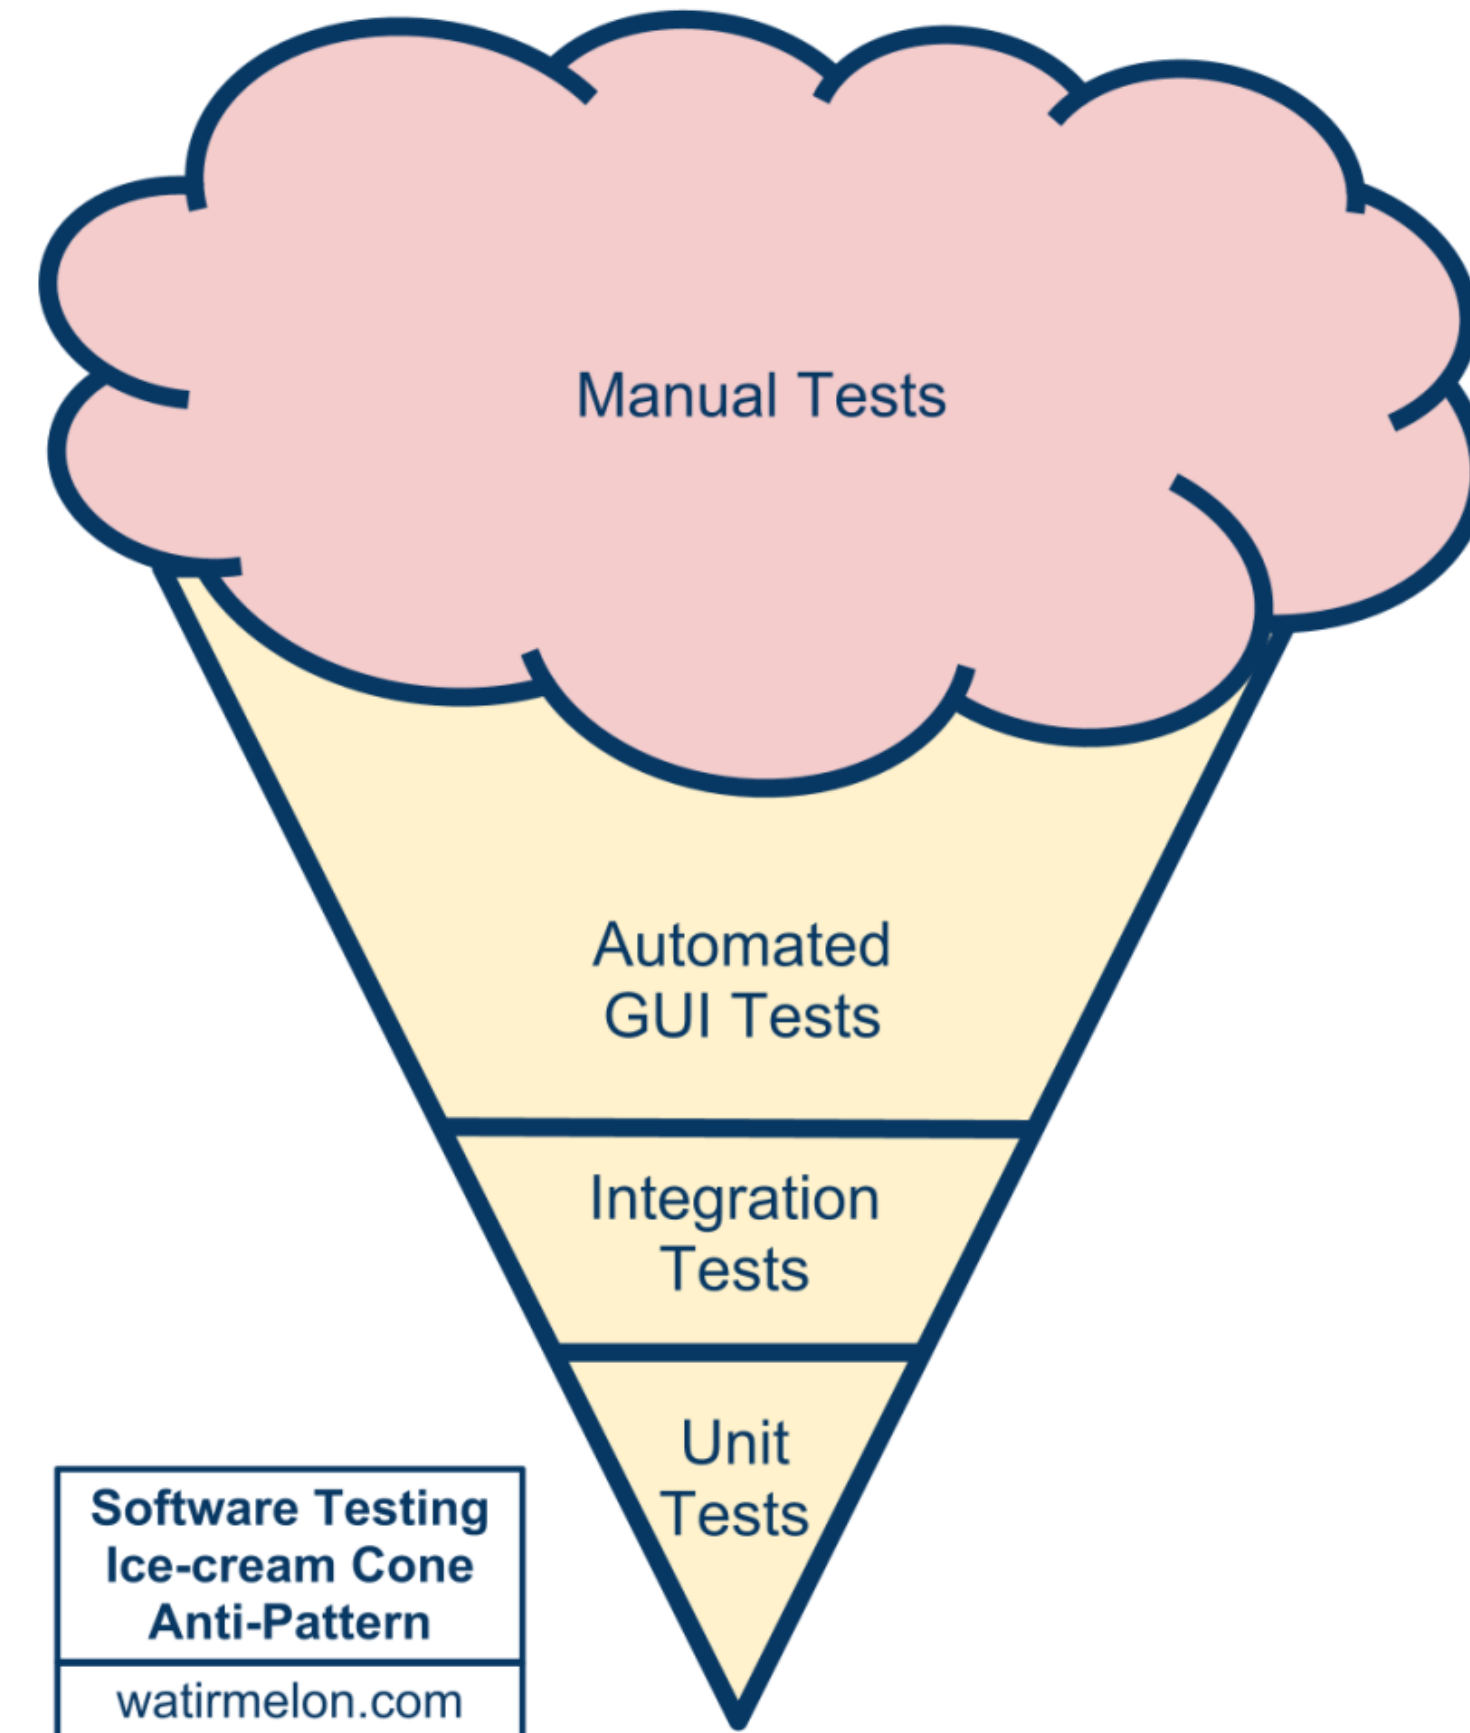 Manual Tests
Automated
GUI Tests
Integration
Tests
Unit
Tests
Software Testing
Ice-cream Cone
Anti-Pattern
watirmelon.com